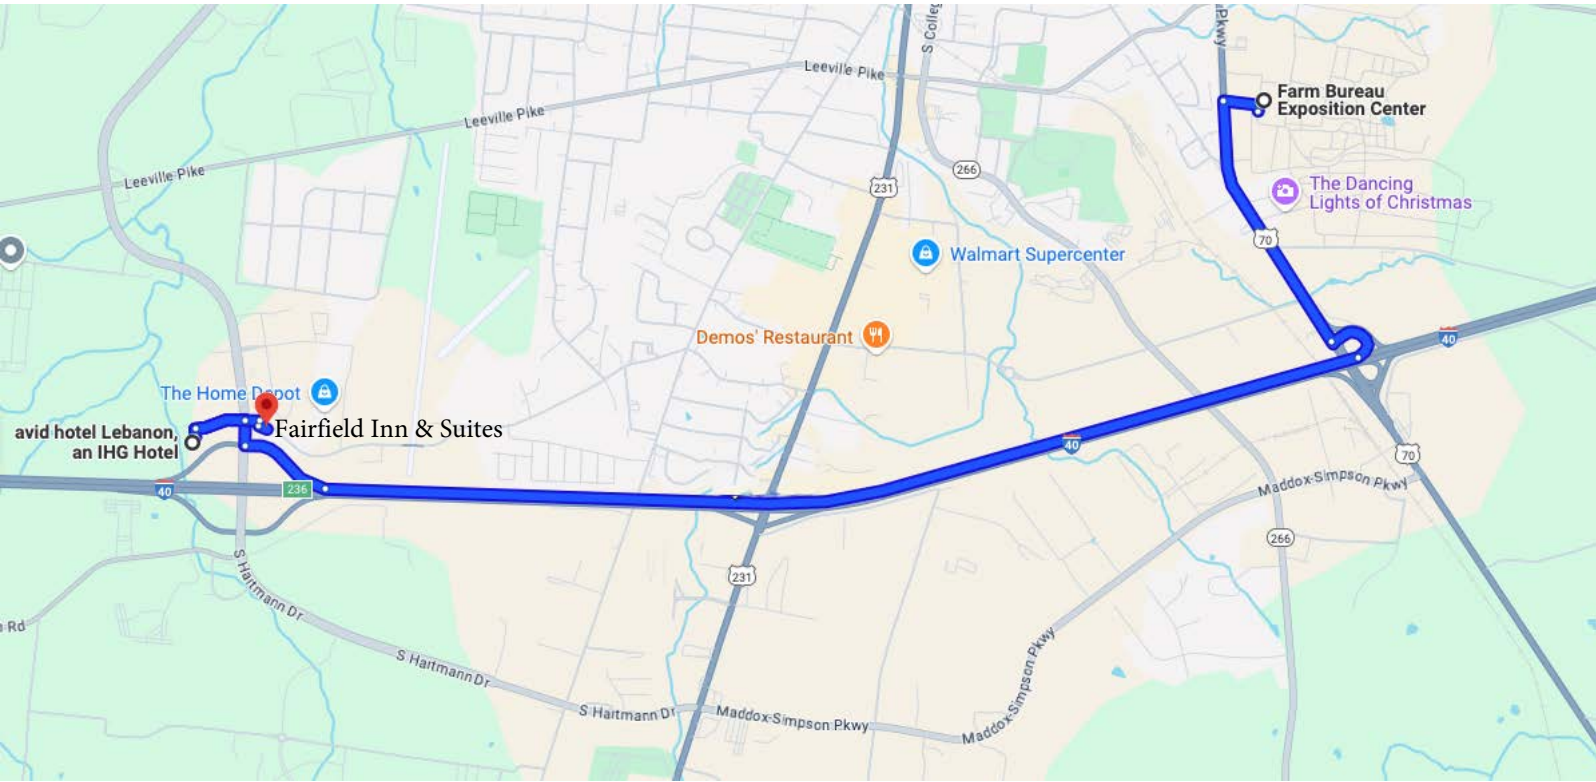 Pkwy
S Colleg
Leeville Pike
Farm Bureau
Exposition Center
Leeville Pike
266
Leeville Pike
231
The Dancing
Lights of Christmas
70
Walmart Supercenter
Demos' Restaurant
40
The Home Depot
Fairfield Inn & Suites
avid hotel Lebanon,
an IHG Hotel
40
70
40
236
Maddox-Simpson Pkwy
266
S Hartmann Dr
231
Rd
Maddox-Simpson Pkwy
S Hartmann Dr
S Hartmann Dr
Maddox-Simpson Pkwy